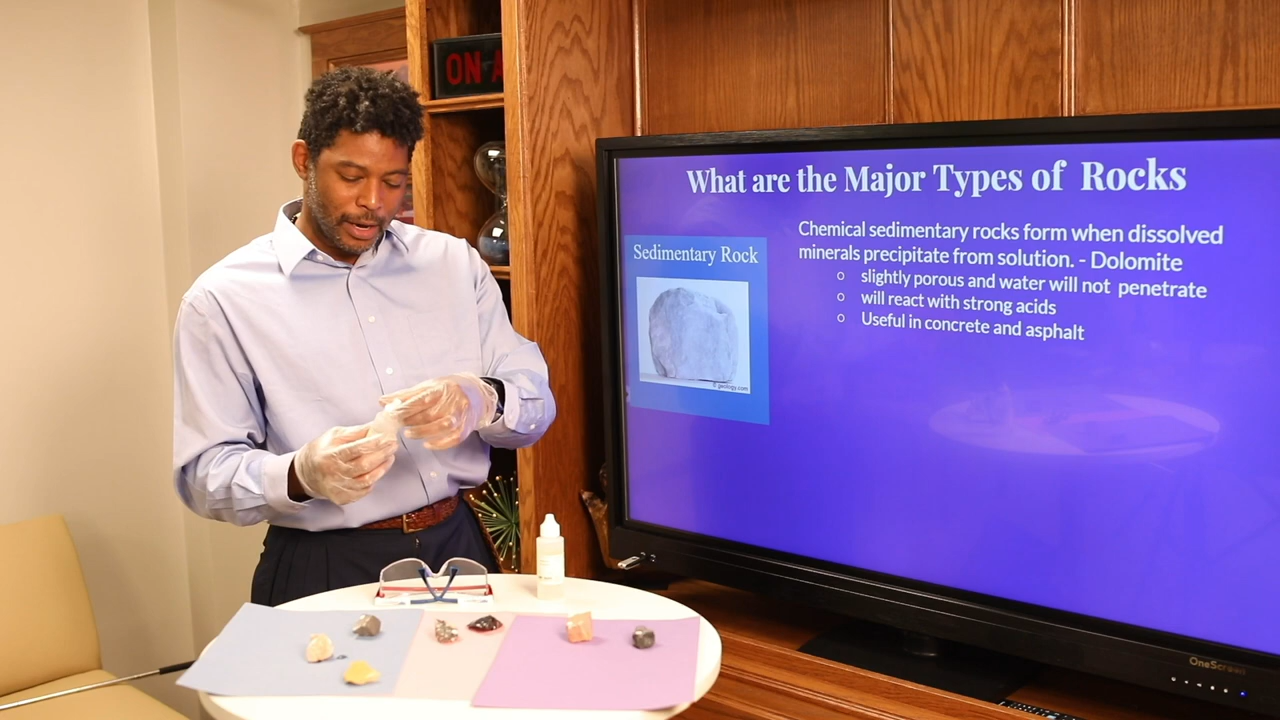 ON A
What are the Major Types of Rocks
Sedimentary Rock
© geology.com
Chemical sedimentary rocks form when dissolved
minerals precipitate from solution. - Dolomite
o slightly porous and water will not penetrate
o will react with strong acids
o Useful in concrete and asphalt
OneScreen